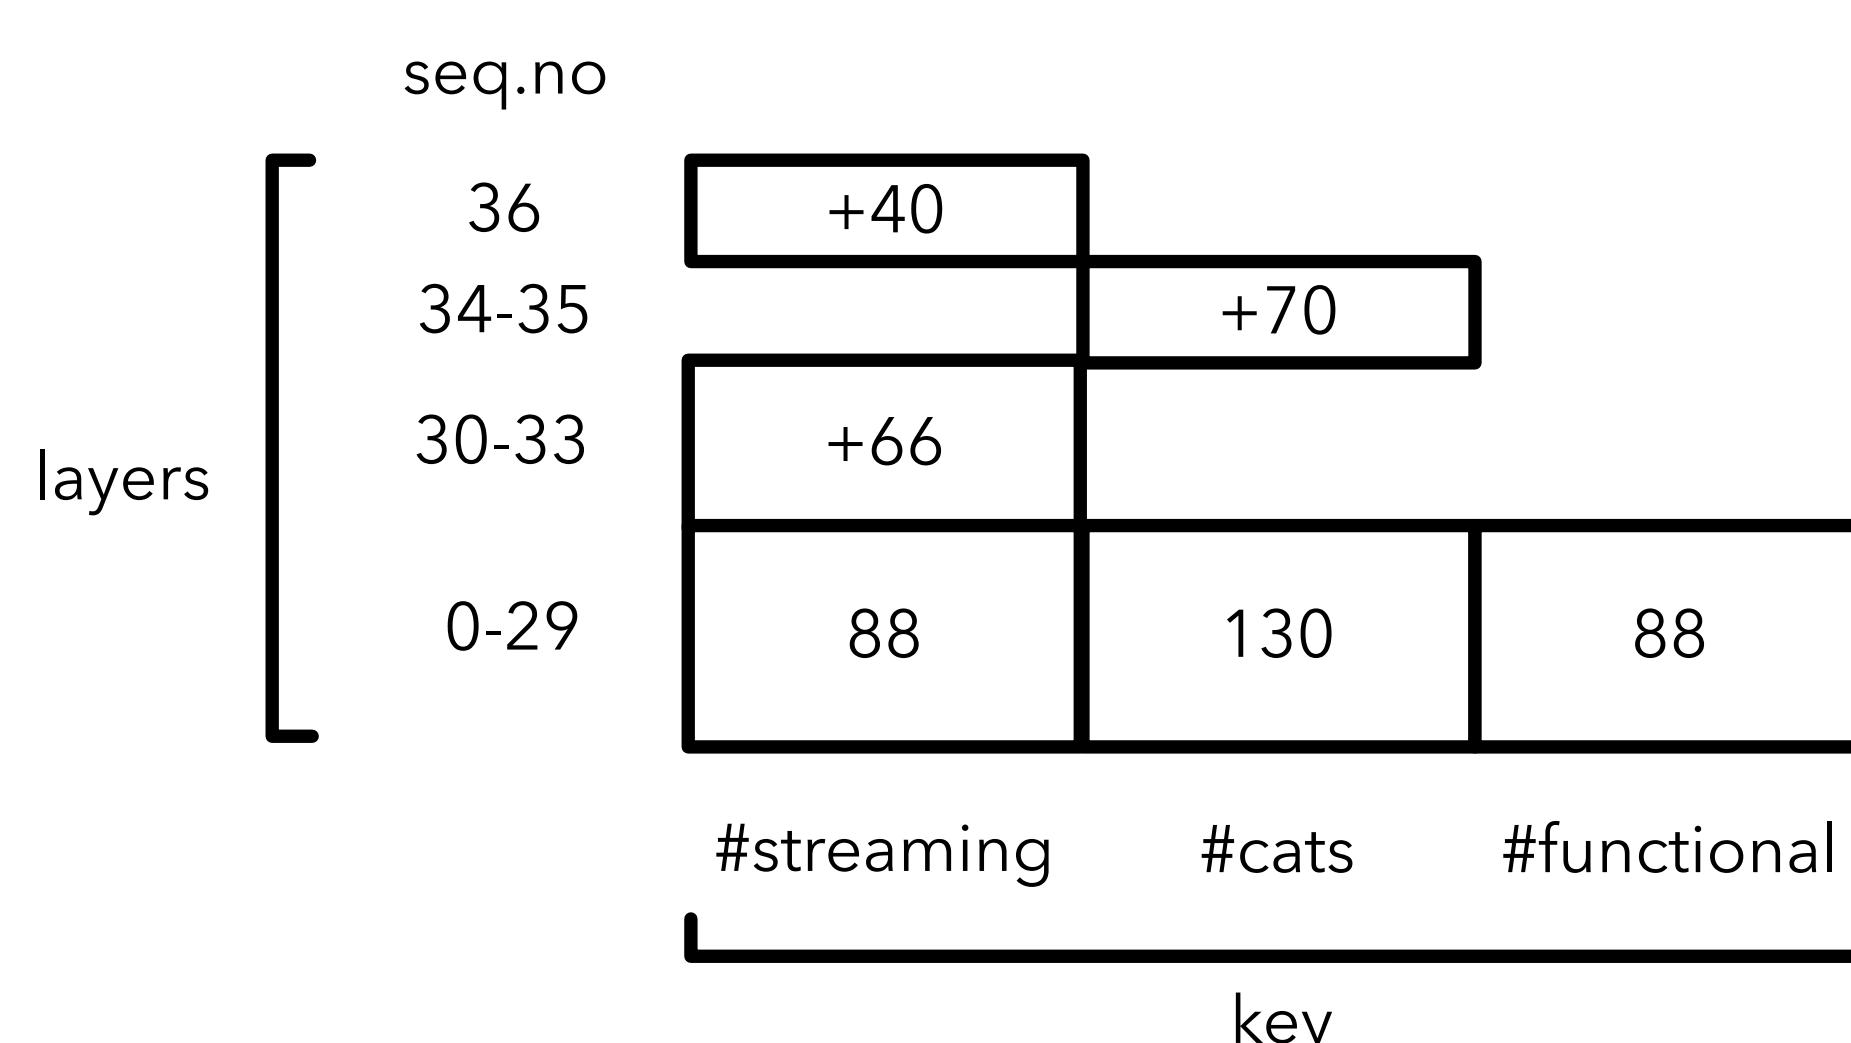 seq.no
36 +40
34-35 +70
30-33 +66
layers
0-29 88 130 88
#streaming #cats #functional
key